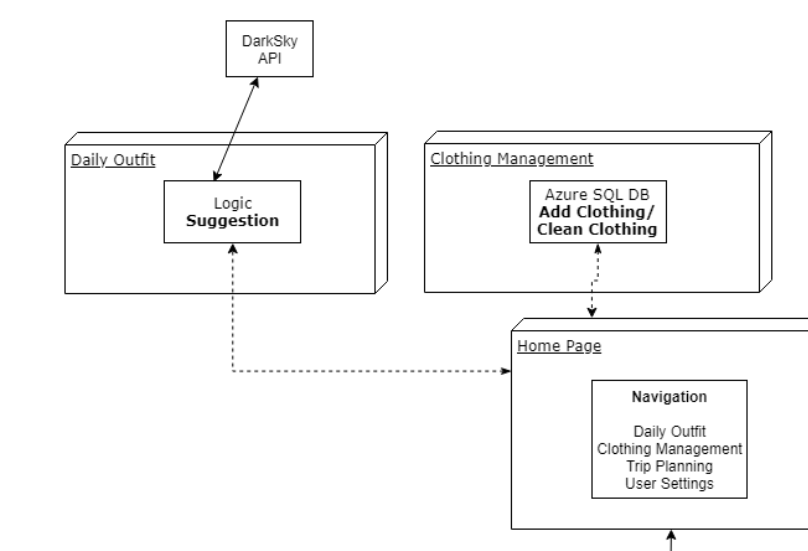 DarkSky
API
Daily Outfit
Logic
Suggestion
Clothing Management
Azure SQL DB
Add Clothing/
Clean Clothing
Home Page
Navigation
Daily Outfit
Clothing Management
Trip Planning
User Settings